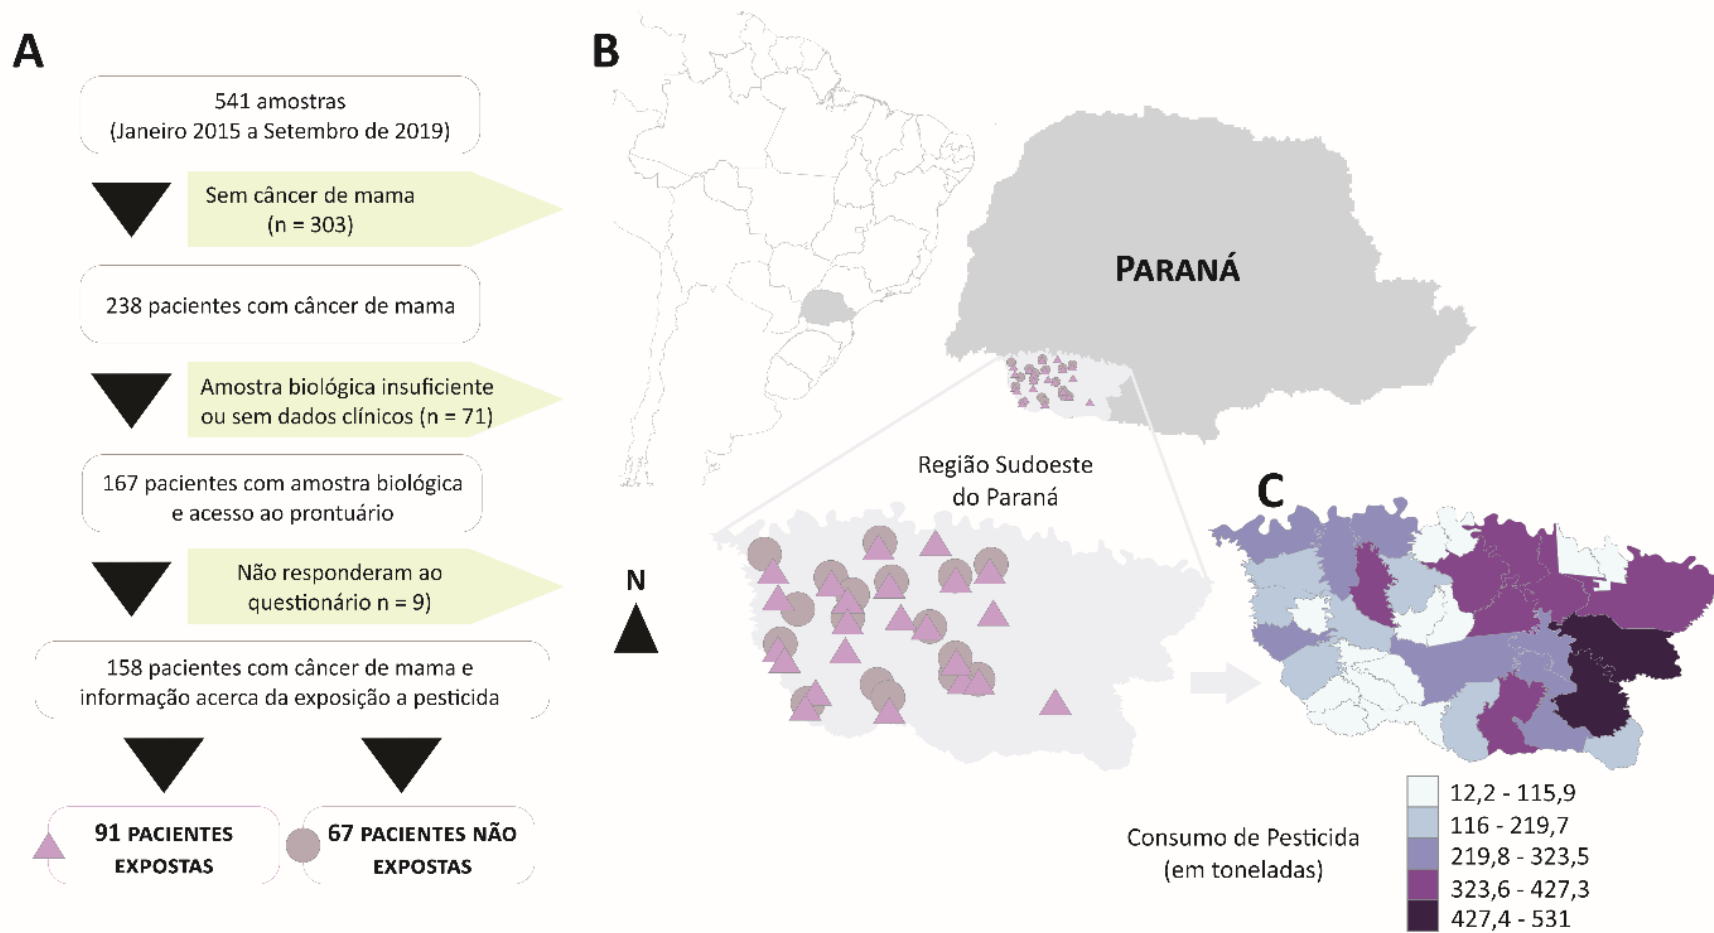 A
541 amostras
(Janeiro 2015 a Setembro de 2019)
Sem câncer de mama
(n = 303)
238 pacientes com câncer de mama
Amostra biológica insuficiente
ou sem dados clínicos (n = 71)
167 pacientes com amostra biológica
e acesso ao prontuário
Não responderam ao
questionário n = 9)
158 pacientes com câncer de mama e
informação acerca da exposição a pesticida
91 PACIENTES
EXPOSTAS
67 PACIENTES NÃO
EXPOSTAS
B
PARANÁ
Região Sudoeste
do Paraná
N
C
Consumo de Pesticida
(em toneladas)
12,2 - 115,9
116 - 219,7
219,8 - 323,5
323,6 - 427,3
427,4 - 531